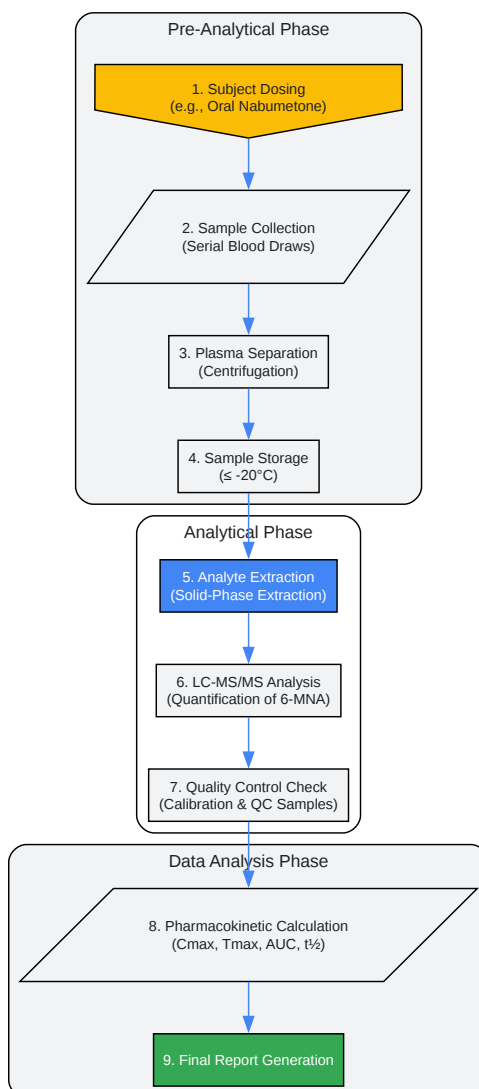 Pre-Analytical Phase
1. Subject Dosing
(e.g., Oral Nabumetone)
2. Sample Collection
(Serial Blood Draws)
3. Plasma Separation
(Centrifugation)
4. Sample Storage
(≤ -20°C)
Analytical Phase
5. Analyte Extraction
(Solid-Phase Extraction)
6. LC-MS/MS Analysis
(Quantification of 6-MNA)
7. Quality Control Check
(Calibration & QC Samples)
Data Analysis Phase
8. Pharmacokinetic Calculation
(Cmax, Tmax, AUC, t½)
9. Final Report Generation